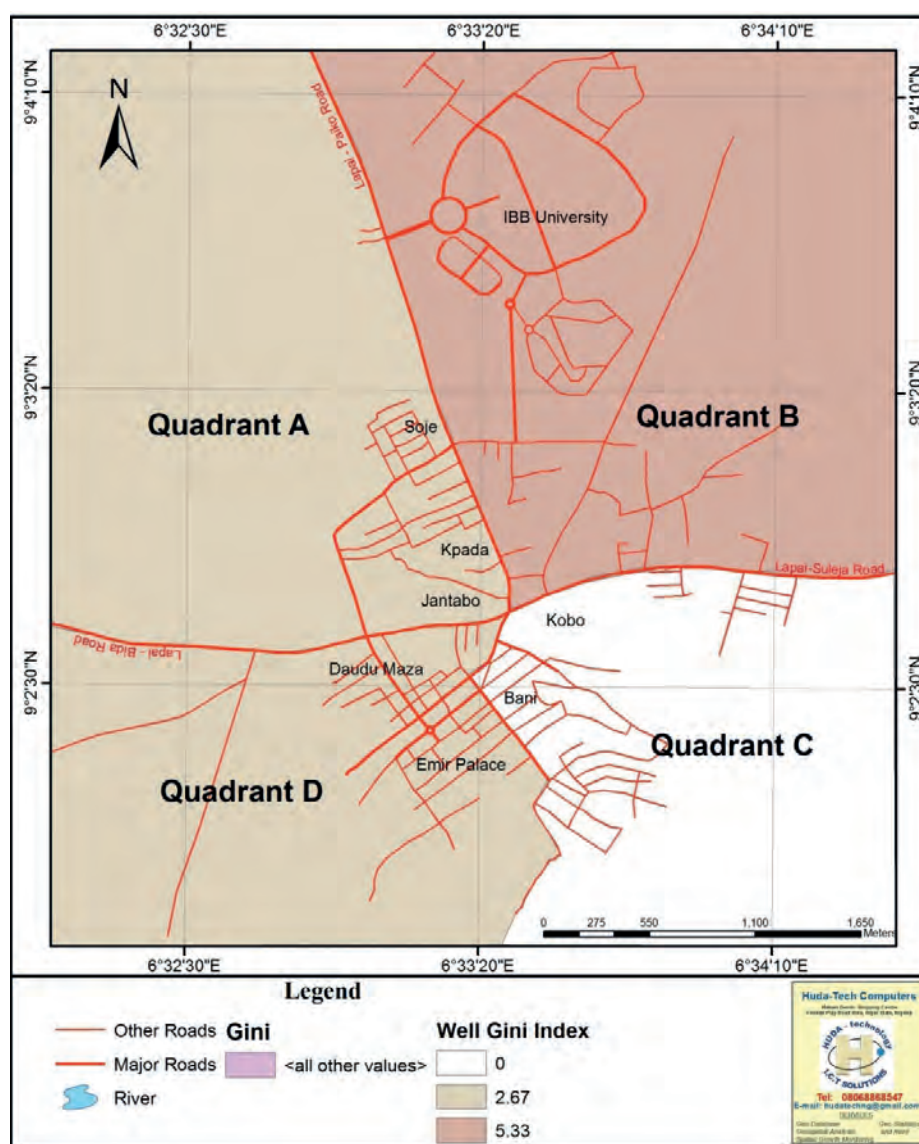 6°32'30"E 6°33'20"E 6°34'10"E
9°4'10"N
9°4'10"N
N
Lapai - Paiko Road
IBB University
9°3'20"N
9°3'20"N
Quadrant A
Soje
Quadrant B
Kpada
Lapai-Suleja Road
Jantabo
Kobo
Lapai - Bida Road
Daudu Maza
9°2'30"N
9°2'30"N
Bani
Quadrant C
Emir Palace
Quadrant D
0 275 550 1,100 1,650
Meters
6°32'30"E 6°33'20"E 6°34'10"E
Legend
Other Roads
Major Roads
River
Gini
<all other values>
Well Gini Index
0
2.67
5.33
Huda-Tech Computers
HUDA - technology
H
I.C.T SOLUTIONS
Tel: 08068868547
E-mail: hudatechng@gmail.com